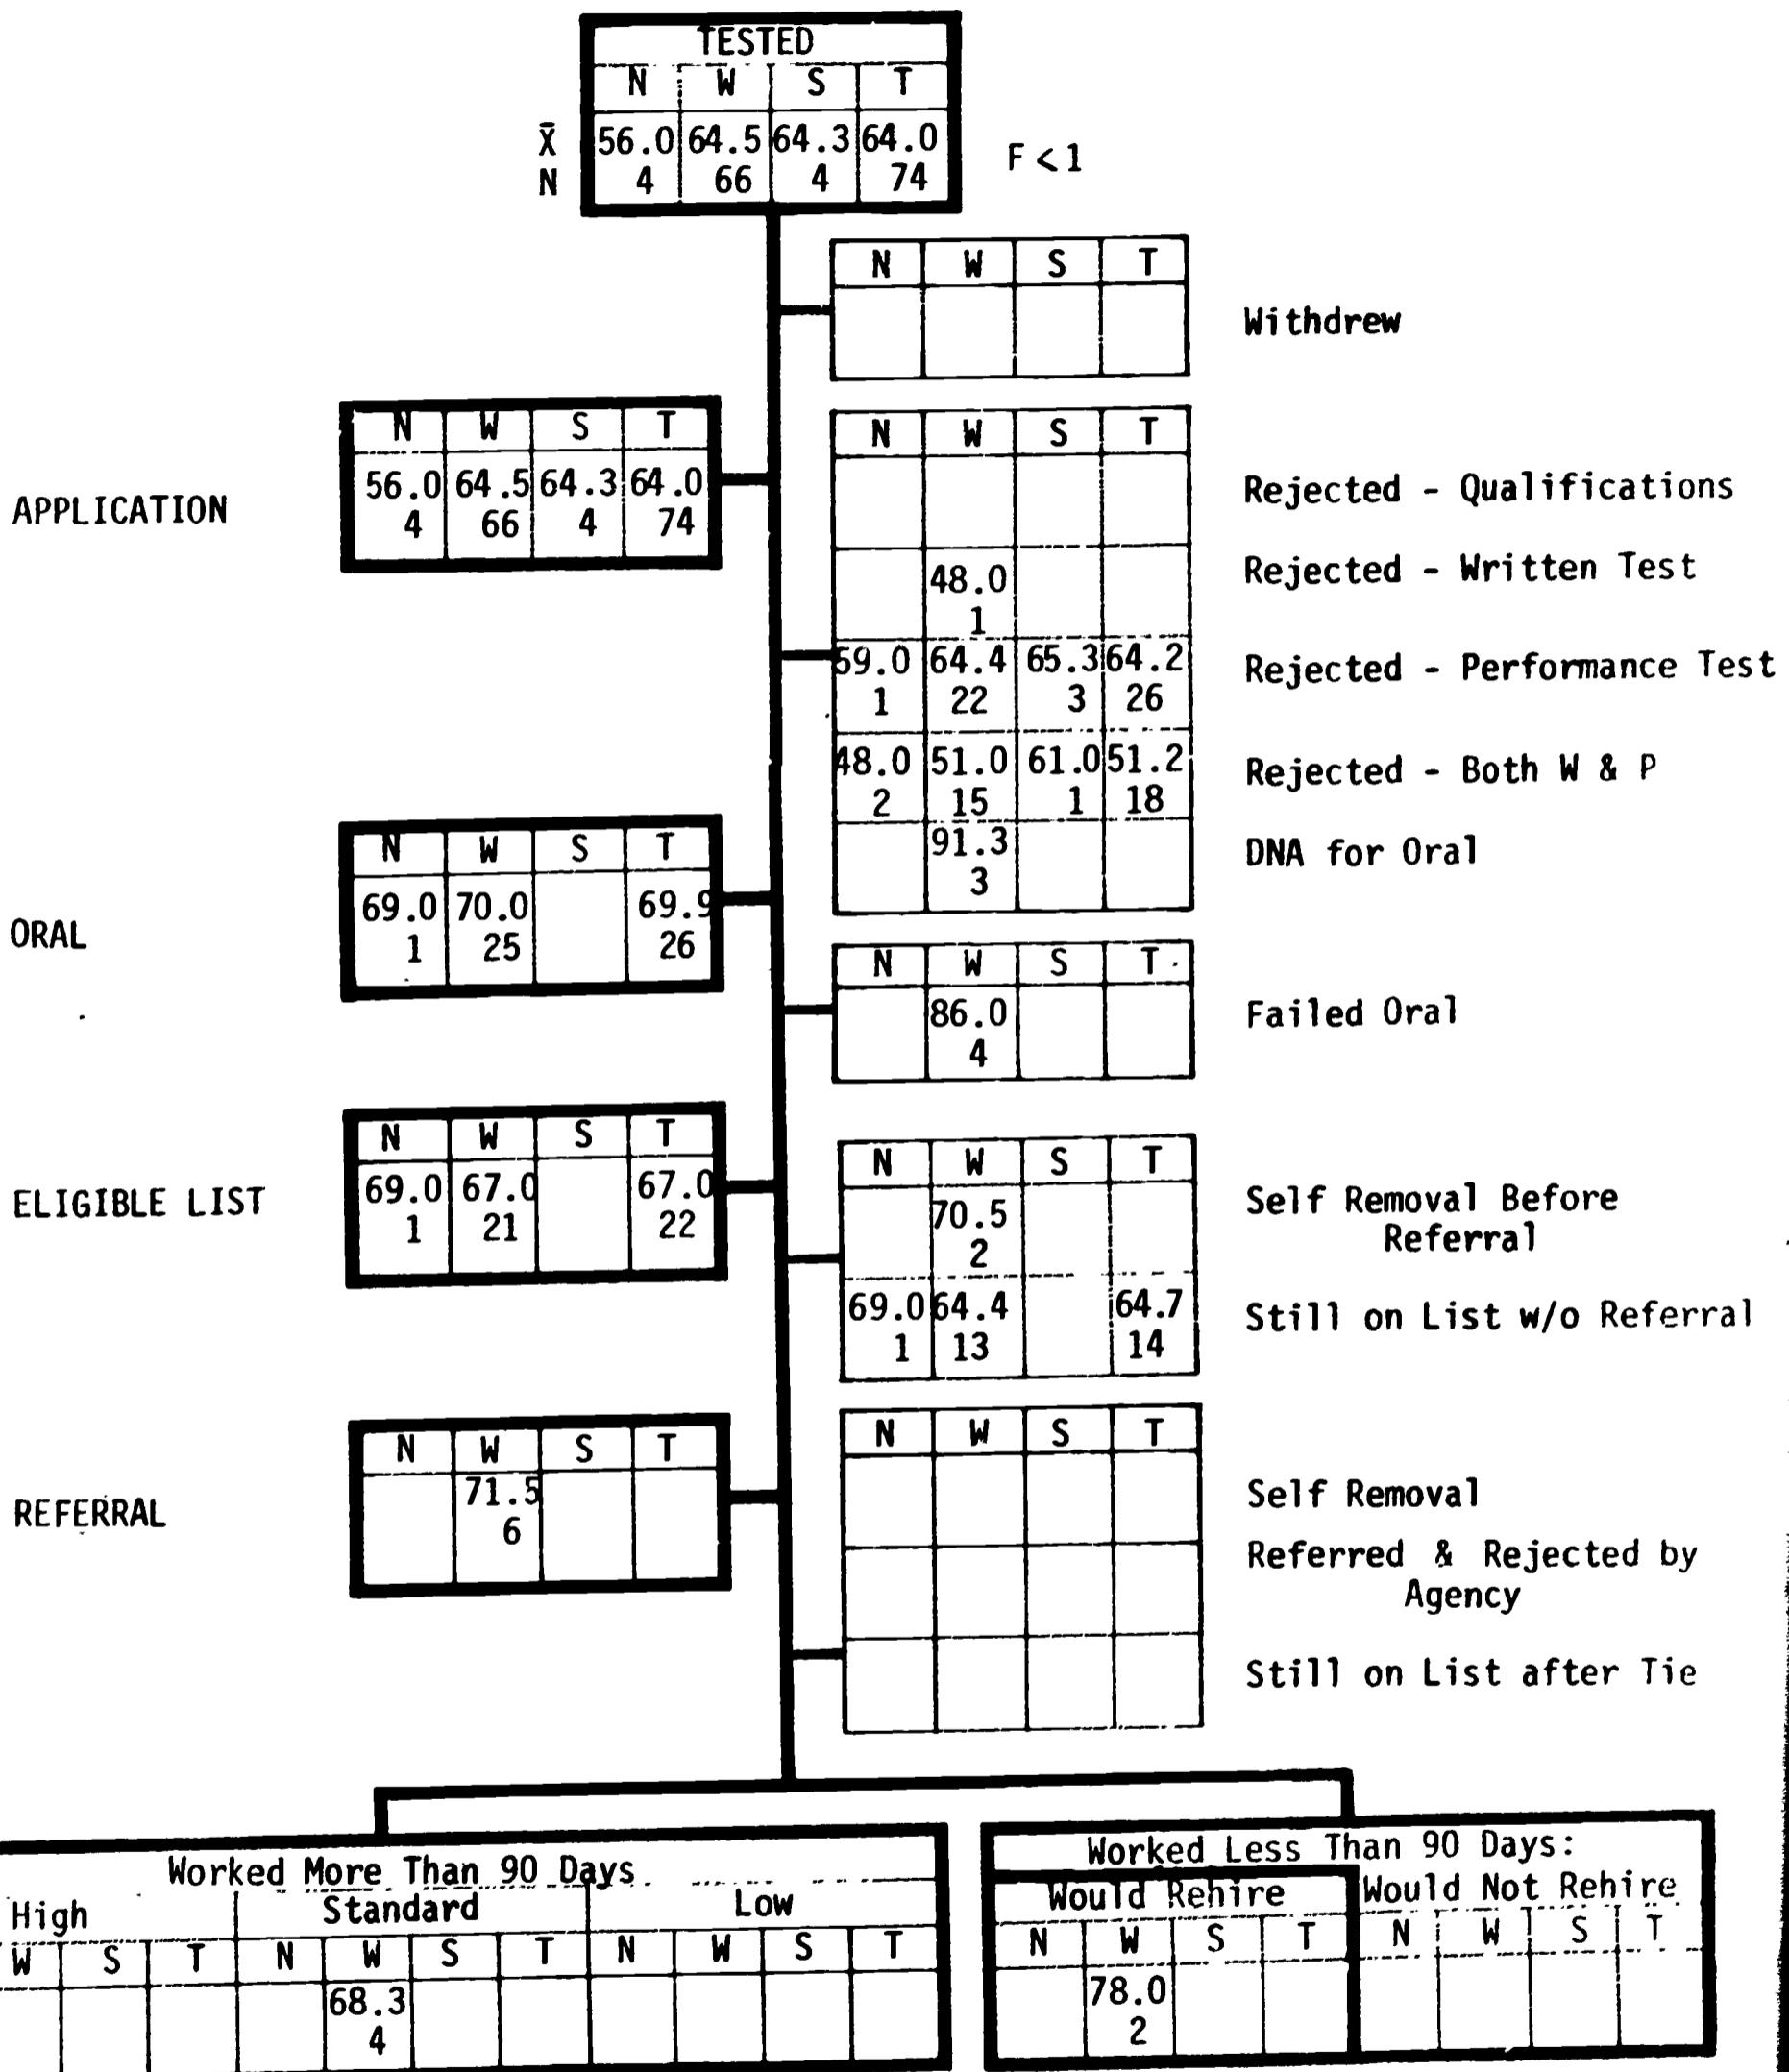 TESTED
N W S T
X̄ 56.0 64.5 64.3 64.0 F < 1
N 4 66 4 74
N W S T
Withdrew
N W S T
APPLICATION 56.0 64.5 64.3 64.0
4 66 4 74
N W S T
Rejected - Qualifications
48.0 Rejected - Written Test
1
59.0 64.4 65.3 64.2 Rejected - Performance Test
1 22 3 26
48.0 51.0 61.0 51.2 Rejected - Both W & P
2 15 1 18
91.3 DNA for Oral
3
N W S T
ORAL 69.0 70.0 69.9
1 25 26
N W S T
86.0 Failed Oral
4
N W S T
ELIGIBLE LIST 69.0 67.0 67.0
1 21 22
N W S T
70.5 Self Removal Before
2 Referral
69.0 64.4 64.7 Still on List w/o Referral
1 13 14
N W S T
REFERRAL 71.5
6
N W S T
Self Removal
Referred & Rejected by
Agency
Still on List after Tie
Worked More Than 90 Days
High Standard Low
W S T N W S T N W S T
68.3
4
Worked Less Than 90 Days:
Would Rehire Would Not Rehire
N W S T N W S T
78.0
2